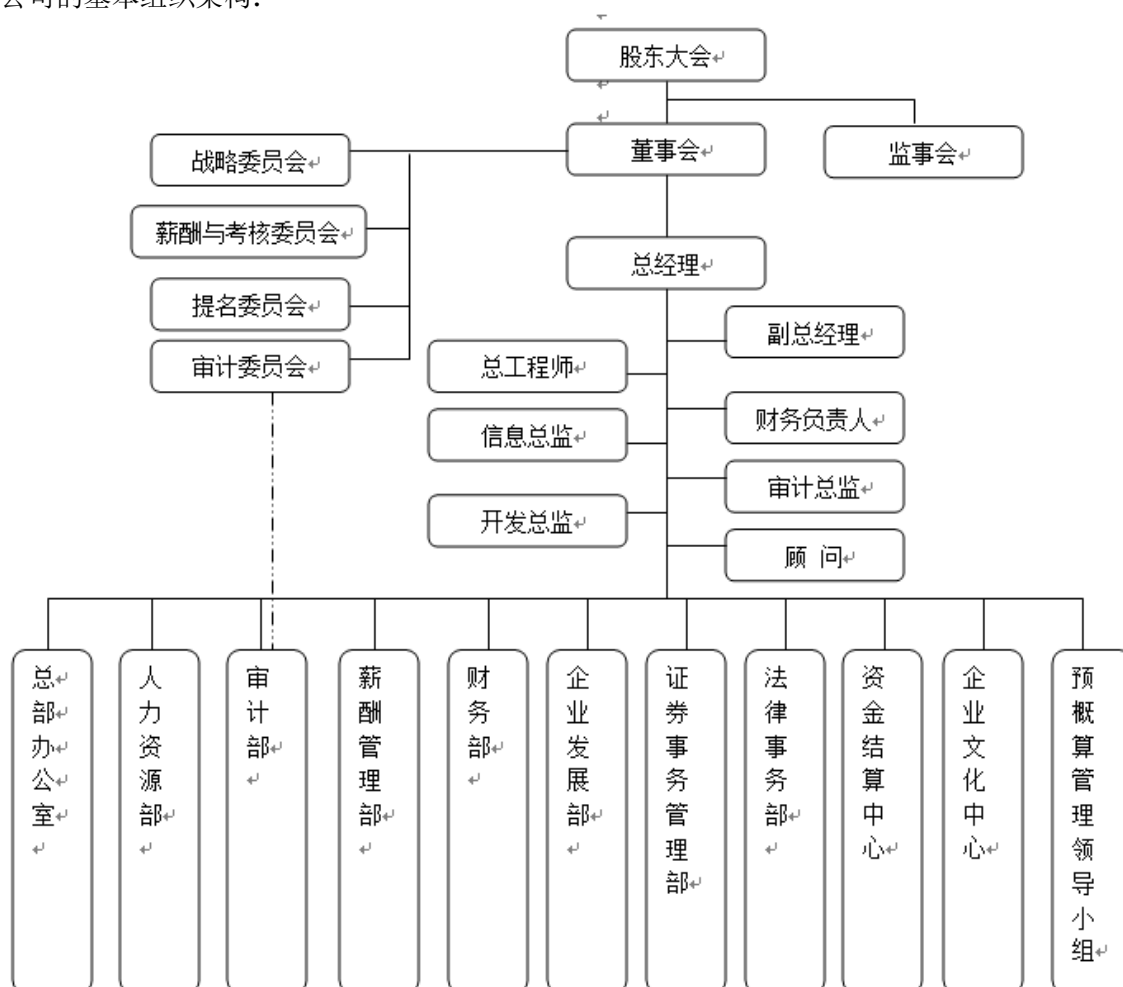 公司的基本组织架构:
股东大会
董事会
监事会
战略委员会
薪酬与考核委员会
总经理
提名委员会
副总经理
审计委员会
总工程师
财务负责人
信息总监
审计总监
开发总监
顾 问
总部办公室
人力资源部
审计部
薪酬管理部
财务部
企业发展部
证券事务管理部
法律事务部
资金结算中心
企业文化中心
预概算管理领导小组